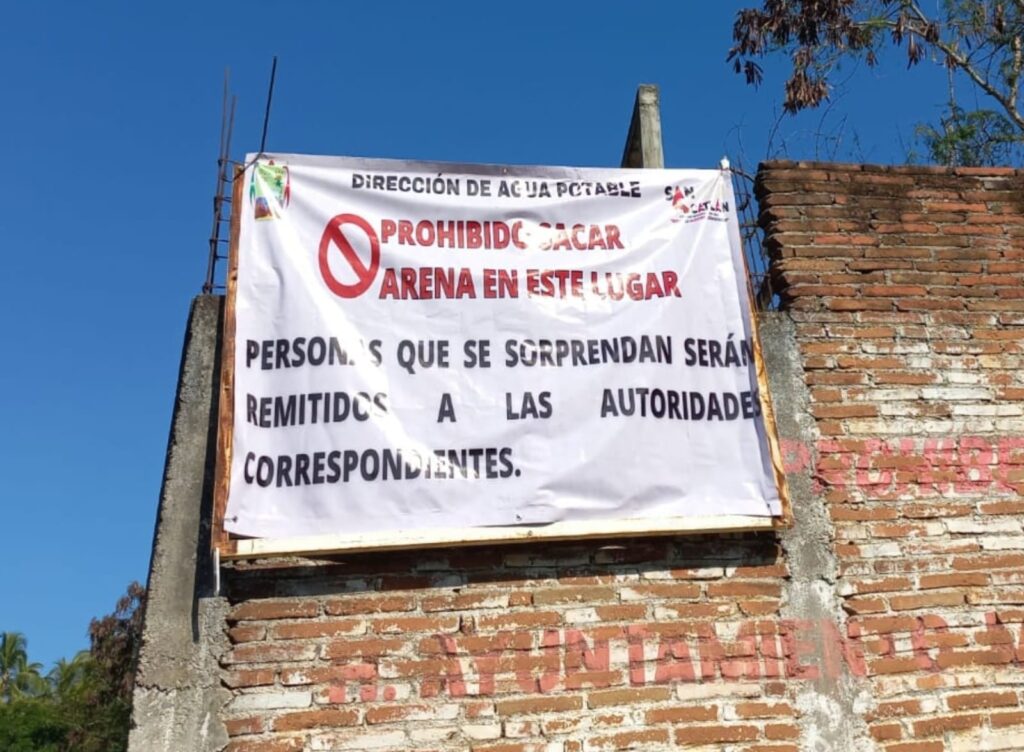 DIRECCIÓN DE AGUA POTABLE
SAN
PROHIBIDO SACAR
ARENA EN ESTE LUGAR
PERSONAS QUE SE SORPRENDAN SERÁN
REMITIDOS A LAS AUTORIDADES
CORRESPONDIENTES.
H. AYUNTAMIENTO M